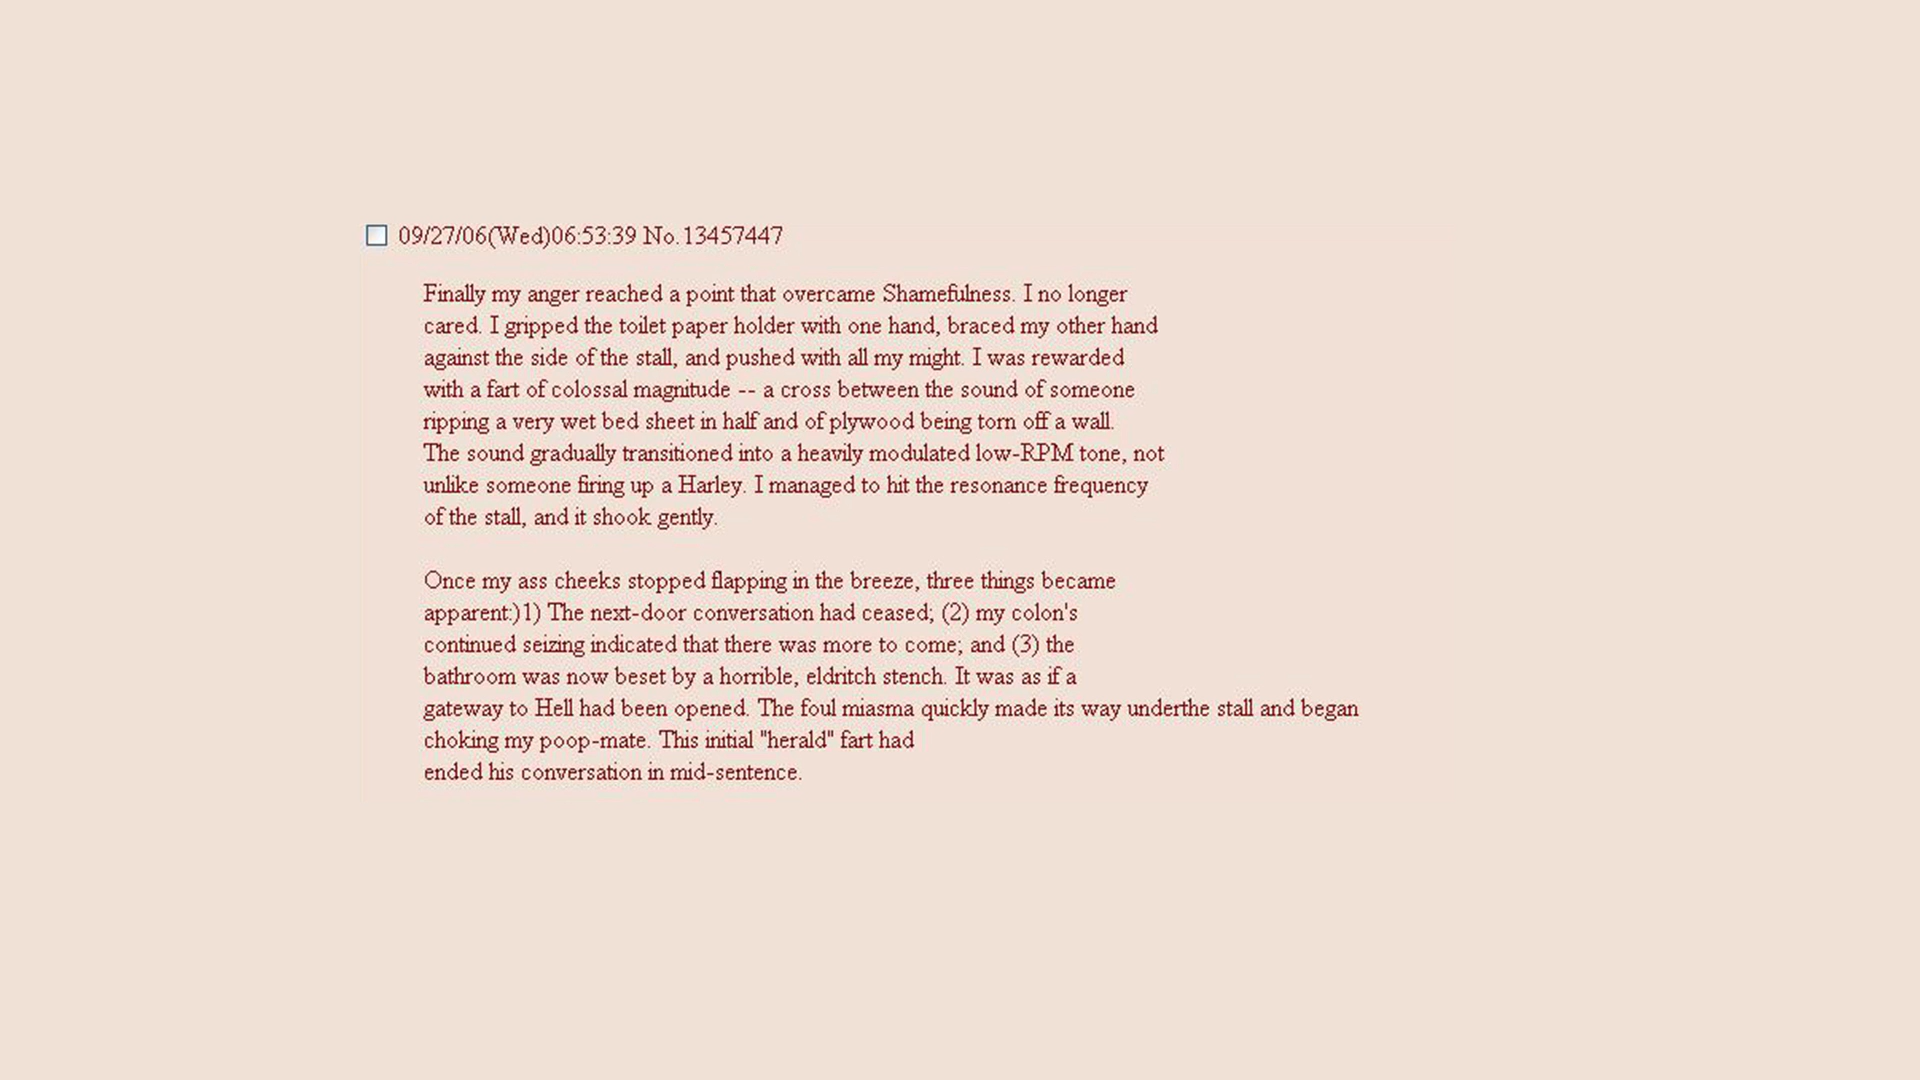 09/27/06(Wed)06:53:39 No.13457447
Finally my anger reached a point that overcame Shamefulness. I no longer
cared. I gripped the toilet paper holder with one hand, braced my other hand
against the side of the stall, and pushed with all my might. I was rewarded
with a fart of colossal magnitude -- a cross between the sound of someone
ripping a very wet bed sheet in half and of plywood being torn off a wall.
The sound gradually transitioned into a heavily modulated low-RPM tone, not
unlike someone firing up a Harley. I managed to hit the resonance frequency
of the stall, and it shook gently.
Once my ass cheeks stopped flapping in the breeze, three things became
apparent:)1) The next-door conversation had ceased; (2) my colon's
continued seizing indicated that there was more to come; and (3) the
bathroom was now beset by a horrible, eldritch stench. It was as if a
gateway to Hell had been opened. The foul miasma quickly made its way underthe stall and began
choking my poop-mate. This initial "herald" fart had
ended his conversation in mid-sentence.